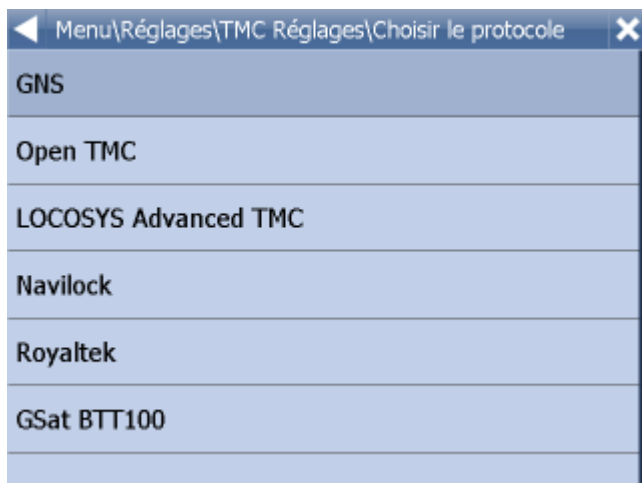 Menu\Réglages\TMC Réglages\Choisir le protocole
GNS
Open TMC
LOCOSYS Advanced TMC
Navilock
Royaltek
GSat BTT100